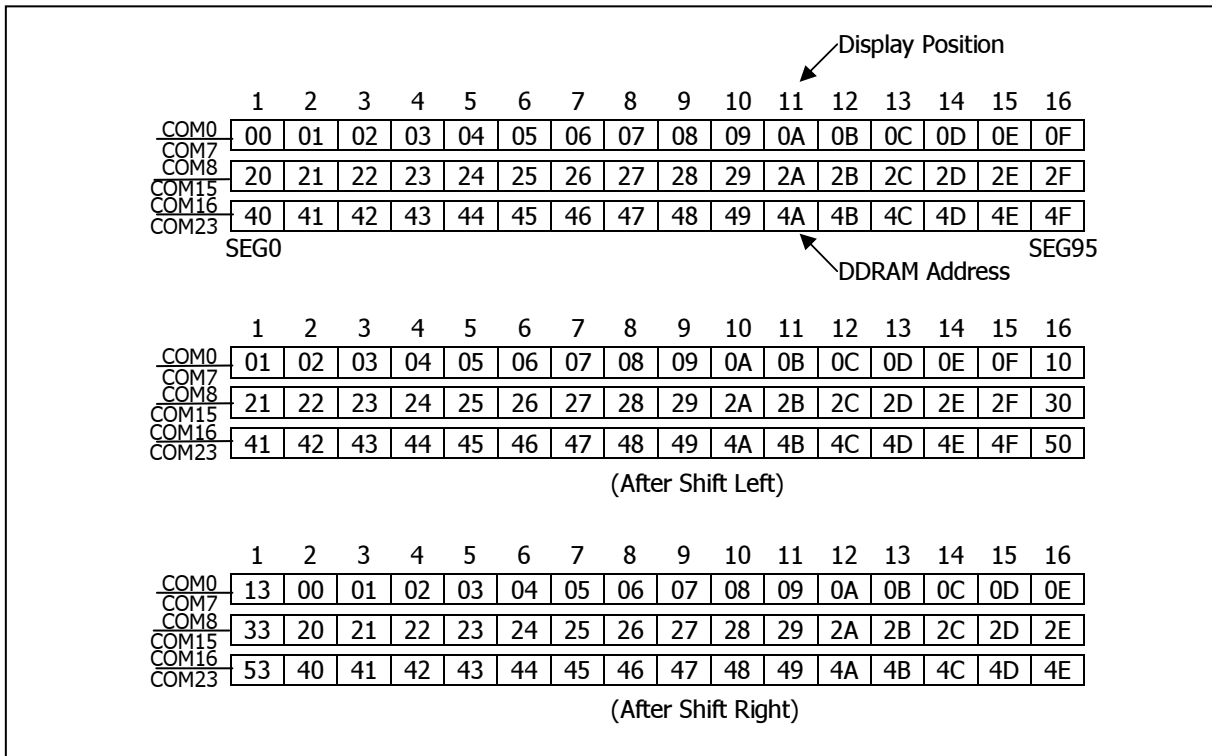 Display Position
1 2 3 4 5 6 7 8 9 10 11 12 13 14 15 16
COM0
COM7
00 01 02 03 04 05 06 07 08 09 0A 0B 0C 0D 0E 0F
COM8
COM15
20 21 22 23 24 25 26 27 28 29 2A 2B 2C 2D 2E 2F
COM16
COM23
40 41 42 43 44 45 46 47 48 49 4A 4B 4C 4D 4E 4F
SEG0 SEG95
DDRAM Address
1 2 3 4 5 6 7 8 9 10 11 12 13 14 15 16
COM0
COM7
01 02 03 04 05 06 07 08 09 0A 0B 0C 0D 0E 0F 10
COM8
COM15
21 22 23 24 25 26 27 28 29 2A 2B 2C 2D 2E 2F 30
COM16
COM23
41 42 43 44 45 46 47 48 49 4A 4B 4C 4D 4E 4F 50
(After Shift Left)
1 2 3 4 5 6 7 8 9 10 11 12 13 14 15 16
COM0
COM7
13 00 01 02 03 04 05 06 07 08 09 0A 0B 0C 0D 0E
COM8
COM15
33 20 21 22 23 24 25 26 27 28 29 2A 2B 2C 2D 2E
COM16
COM23
53 40 41 42 43 44 45 46 47 48 49 4A 4B 4C 4D 4E
(After Shift Right)